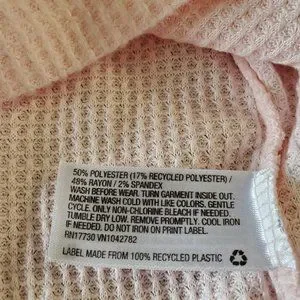 50% POLYESTER (17% RECYCLED POLYESTER) /
48% RAYON / 2% SPANDEX
WASH BEFORE WEAR. TURN GARMENT INSIDE OUT.
MACHINE WASH COLD WITH LIKE COLORS. GENTLE
CYCLE. ONLY NON-CHLORINE BLEACH IF NEEDED.
TUMBLE DRY LOW. REMOVE PROMPTLY. COOL IRON
IF NEEDED. DO NOT IRON ON PRINT LABEL.
RN17730 VN1042782
LABEL MADE FROM 100% RECYCLED PLASTIC